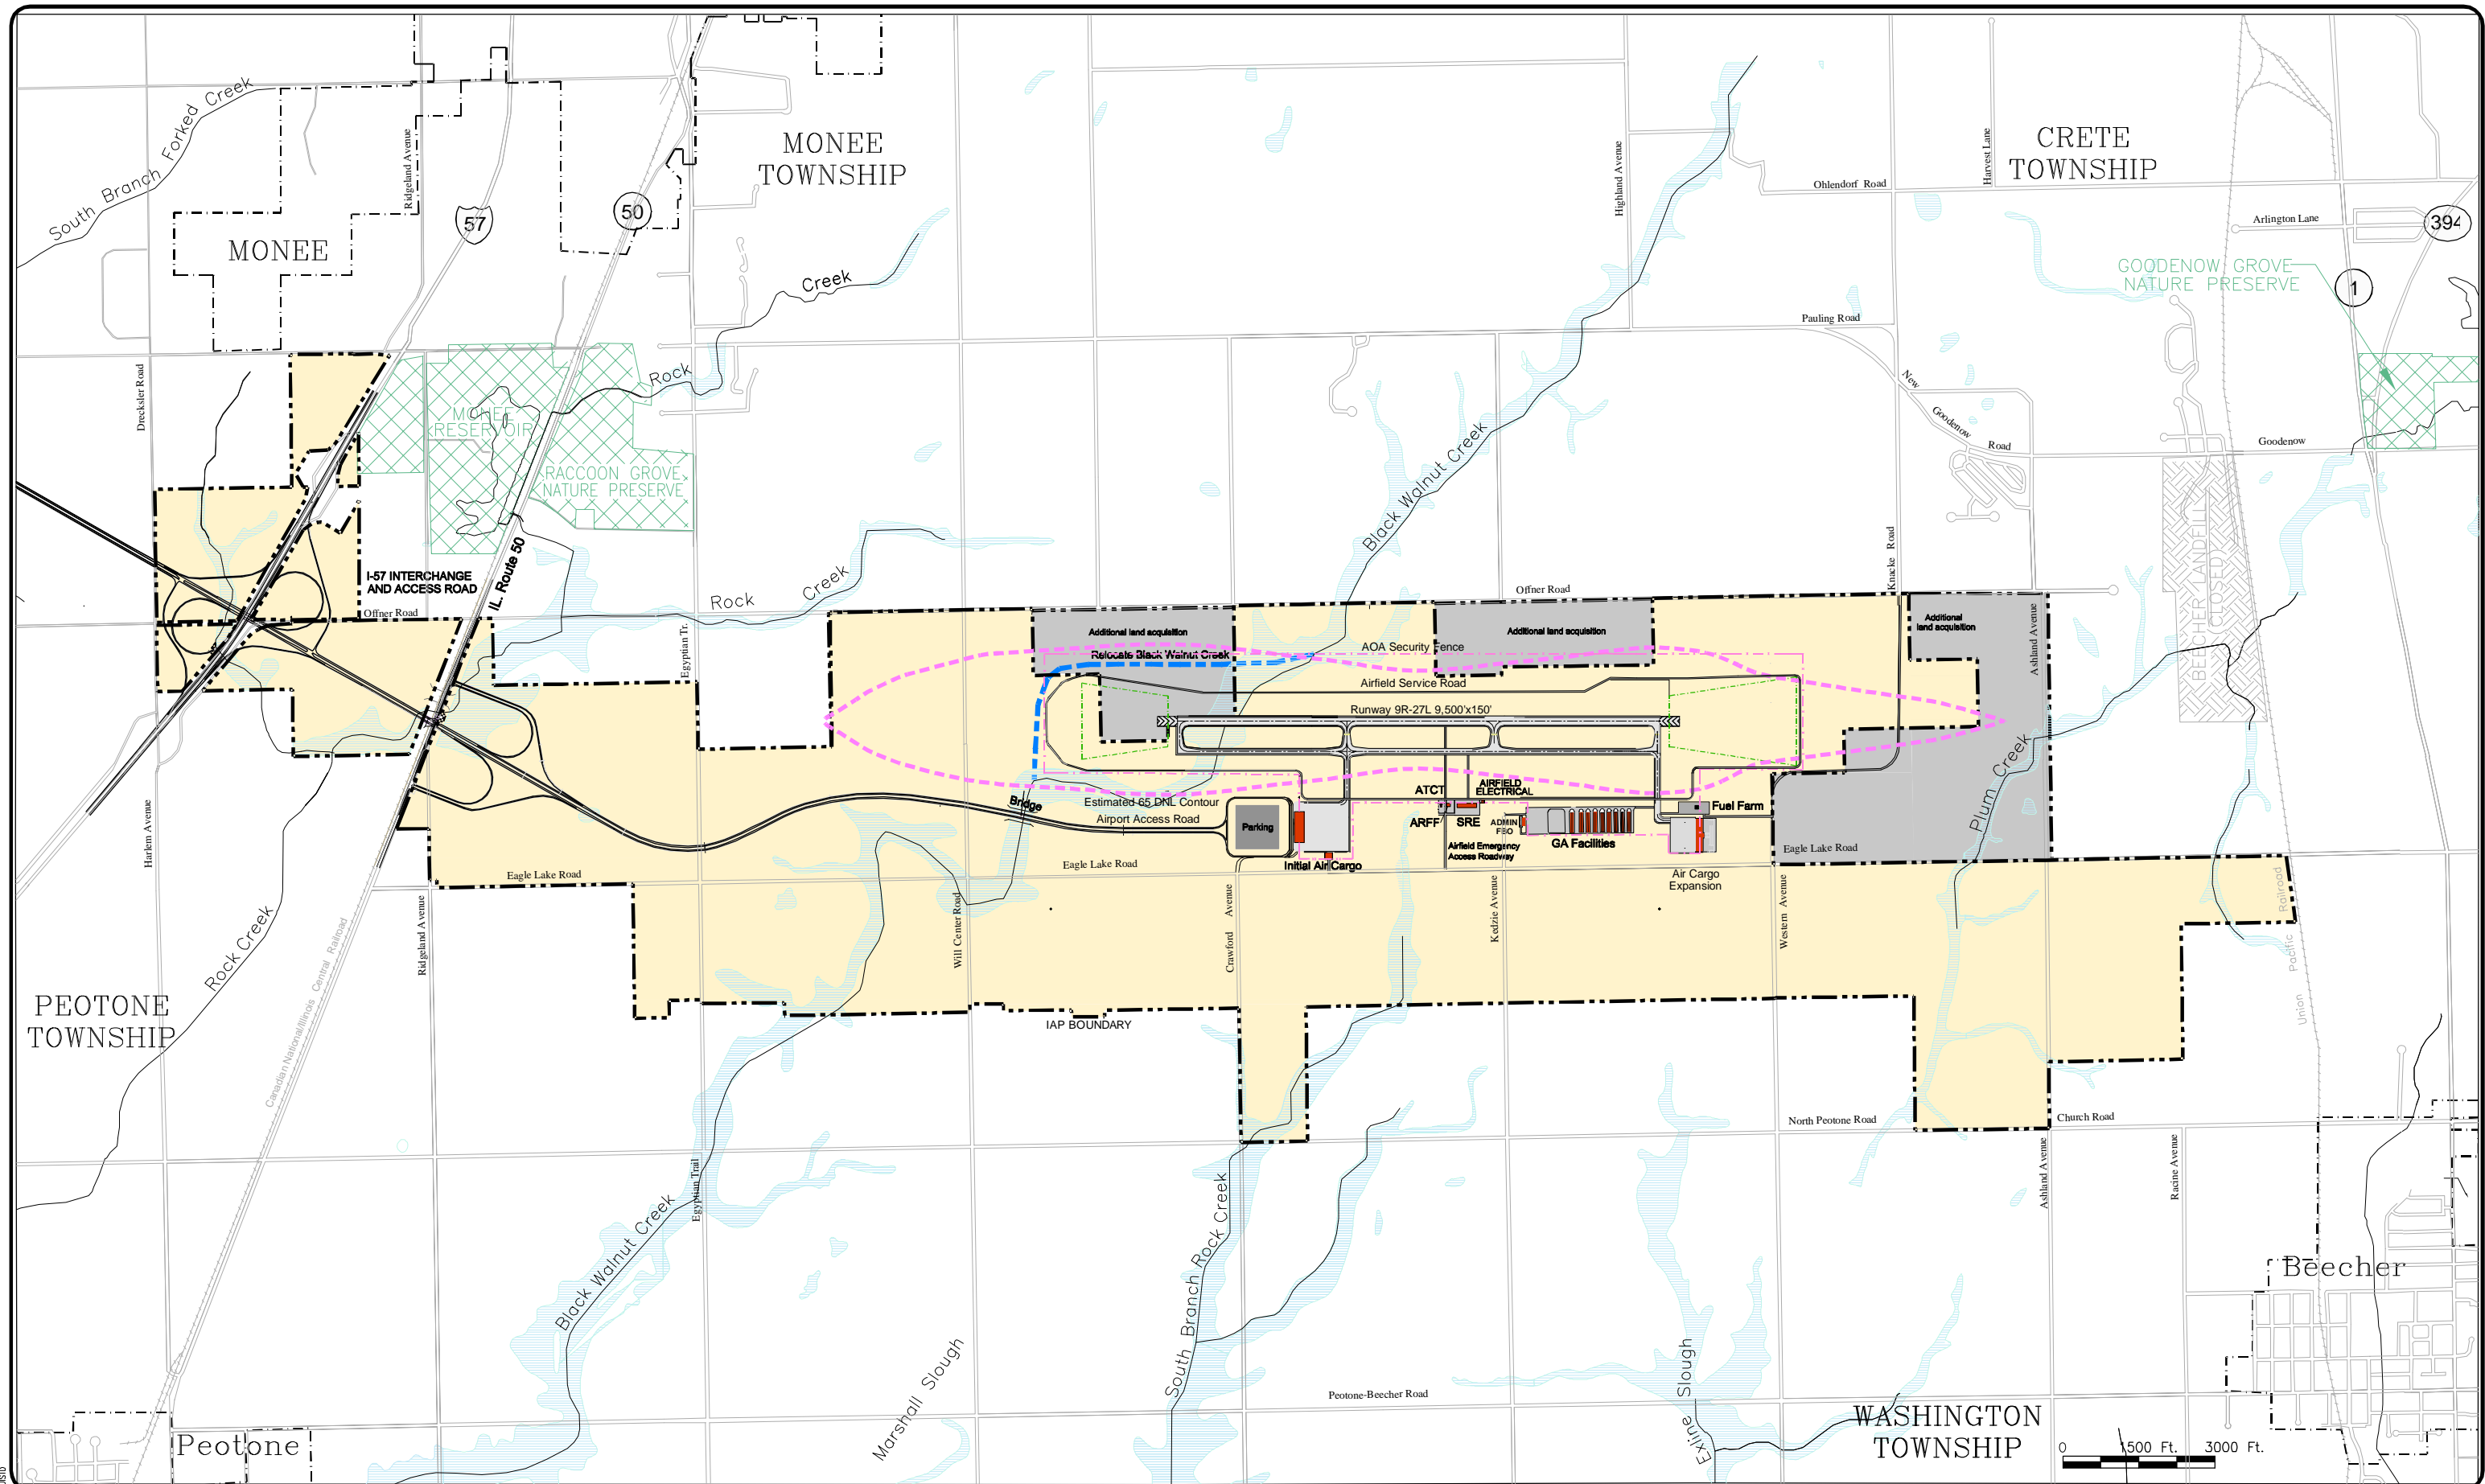 South Branch Forked Creek
Ridgeland Avenue
57
50
MONEE
TOWNSHIP
MONEE
Creek
Rock
Highland Avenue
Harvest Lane
CRETE
TOWNSHIP
Ohlendorf Road
Arlington Lane
394
GOODENOW GROVE
NATURE PRESERVE
1
Pauling Road
New
Goodenow
Road
Goodenow
Drecksler Road
MONEE
RESERVOIR
RACCOON GROVE
NATURE PRESERVE
Black Walnut Creek
BEECHER LANDFILL
(CLOSED)
Knacke Road
I-57 INTERCHANGE
AND ACCESS ROAD
IL. Route 50
Offner Road
Rock Creek
Egyptian Tr.
Offner Road
Additional land acquisition
Relocate Black Walnut Creek
Additional land acquisition
Additional
land acquisition
Ashland Avenue
AOA Security Fence
Airfield Service Road
Runway 9R-27L 9,500'x150'
Plum Creek
Harlem Avenue
Bridge
Estimated 65 DNL Contour
Airport Access Road
Parking
Initial Air Cargo
ATCT
ARFF
AIRFIELD
ELECTRICAL
SRE
ADMIN
FBO
Airfield Emergency
Access Roadway
GA Facilities
Fuel Farm
Air Cargo
Expansion
Eagle Lake Road
Eagle Lake Road
Eagle Lake Road
Ridgeland Avenue
Will Center Road
Crawford Avenue
Kedzie Avenue
Western Avenue
Union Pacific Railroad
Rock Creek
Canadian National/Illinois Central Railroad
PEOTONE
TOWNSHIP
IAP BOUNDARY
North Peotone Road
Church Road
Egyptian Trail
Black Walnut Creek
South Branch Rock Creek
Ashland Avenue
Racine Avenue
Beecher
Marshall Slough
Exline Slough
Peotone-Beecher Road
Peotone
WASHINGTON
TOWNSHIP
0 1500 Ft. 3000 Ft.